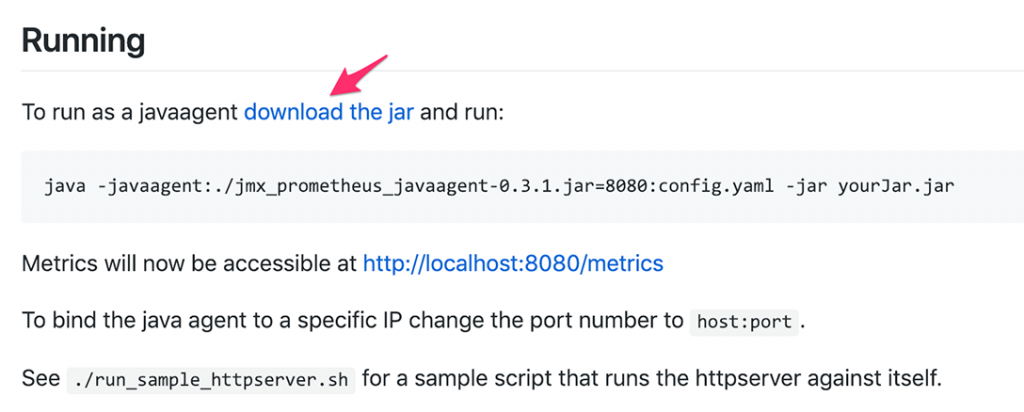 Running
To run as a javaagent download the jar and run:
java -javaagent:./jmx_prometheus_javaagent-0.3.1.jar=8080:config.yaml -jar yourJar.jar
Metrics will now be accessible at http://localhost:8080/metrics
To bind the java agent to a specific IP change the port number to host:port.
See ./run_sample_httpserver.sh for a sample script that runs the httpserver against itself.